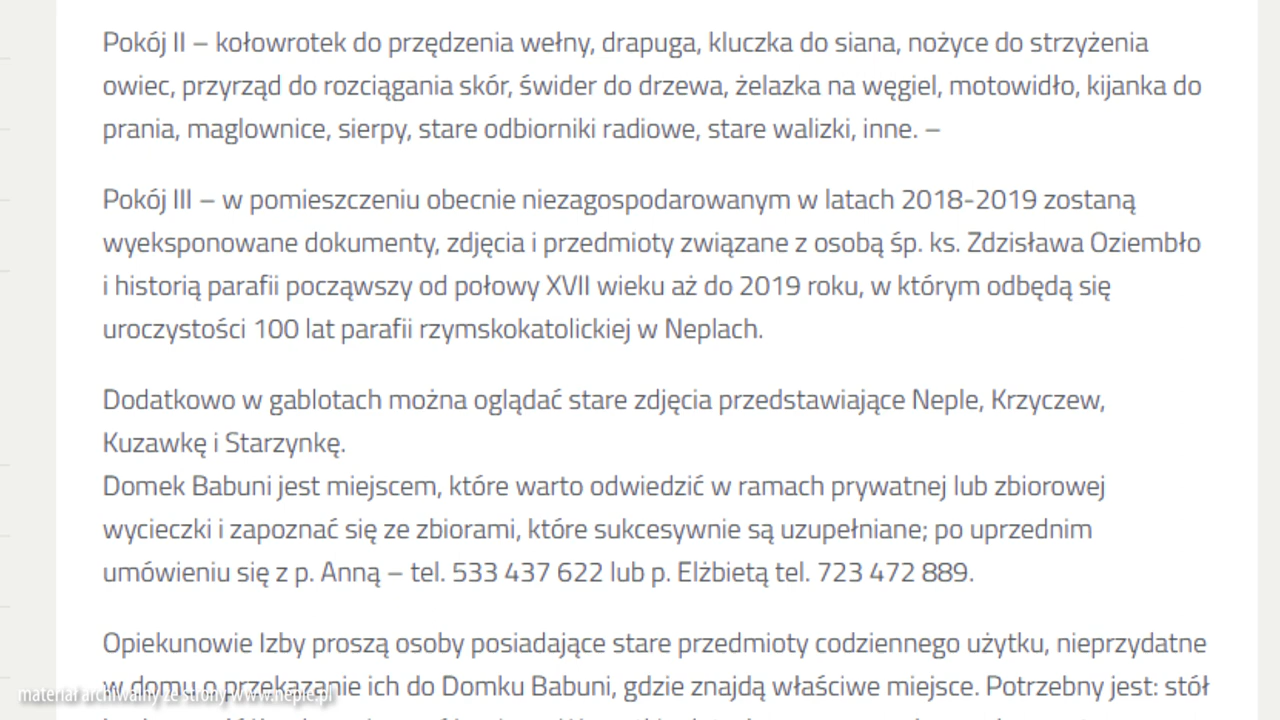 Pokój II – kołowrotek do przędzenia wełny, drapuga, kluczka do siana, nożyce do strzyżenia
owiec, przyrząd do rozciągania skór, świder do drzewa, żelazka na węgiel, motowidło, kijanka do
prania, maglownice, sierpy, stare odbiorniki radiowe, stare walizki, inne. –
Pokój III – w pomieszczeniu obecnie niezagospodarowanym w latach 2018-2019 zostaną
wyeksponowane dokumenty, zdjęcia i przedmioty związane z osobą śp. ks. Zdzisława Oziembło
i historią parafii począwszy od połowy XVII wieku aż do 2019 roku, w którym odbędą się
uroczystości 100 lat parafii rzymskokatolickiej w Neplach.
Dodatkowo w gablotach można oglądać stare zdjęcia przedstawiające Neple, Krzyczew,
Kuzawkę i Starzynkę.
Domek Babuni jest miejscem, które warto odwiedzić w ramach prywatnej lub zbiorowej
wycieczki i zapoznać się ze zbiorami, które sukcesywnie są uzupełniane; po uprzednim
umówieniu się z p. Anną – tel. 533 437 622 lub p. Elżbietą tel. 723 472 889.
Opiekunowie Izby proszą osoby posiadające stare przedmioty codziennego użytku, nieprzydatne
w domu o przekazanie ich do Domku Babuni, gdzie znajdą właściwe miejsce. Potrzebny jest: stół
materiał archiwalny ze strony www.neple.pl